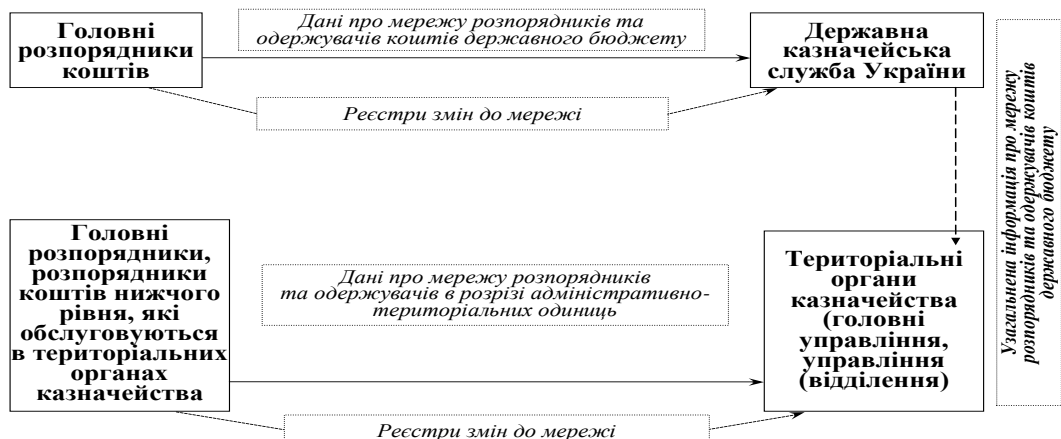 Головні
розпорядники
коштів
Дані про мережу розпорядників та
одержувачів коштів державного бюджету
Державна
казначейська
служба України
Реєстри змін до мережі
Узагальнена інформація про мережу
розпорядників та одержувачів коштів
державного бюджету
Головні
розпорядники,
розпорядники
коштів нижчого
рівня, які
обслуговуються
в територіальних
органах
казначейства
Дані про мережу розпорядників
та одержувачів в розрізі адміністративно-
територіальних одиниць
Територіальні
органи
казначейства
(головні
управління,
управління
(відділення)
Реєстри змін до мережі